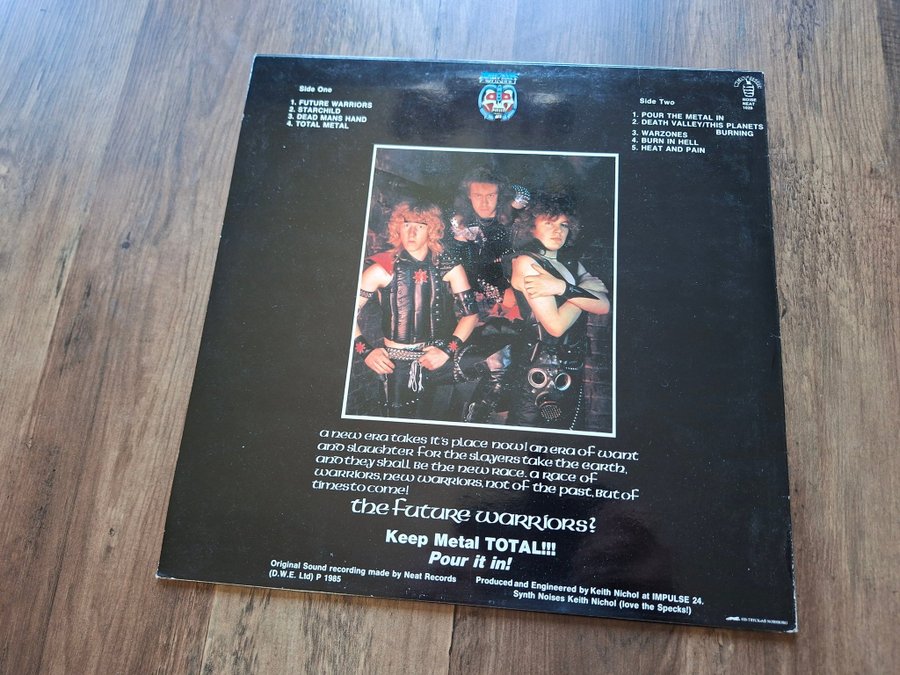 Side One
1. FUTURE WARRIORS
2. STARCHILD
3. DEAD MANS HAND
4. TOTAL METAL
NOISE
NEAT
1026
Side Two
1. POUR THE METAL IN
2. DEATH VALLEY/THIS PLANETS
BURNING
3. WARZONES
4. BURN IN HELL
5. HEAT AND PAIN
a new era takes it's place now! an era of want
and slaughter for the slayers take the earth,
and they shall be the new race. a race of
warriors, new warriors, not of the past, but of
times to come!
the future warriors?
Keep Metal TOTAL!!!
Pour it in!
Original Sound recording made by Neat Records
(D.W.E. Ltd) P 1985
Produced and Engineered by Keith Nichol at IMPULSE 24.
Synth Noises Keith Nichol (love the Specks!)